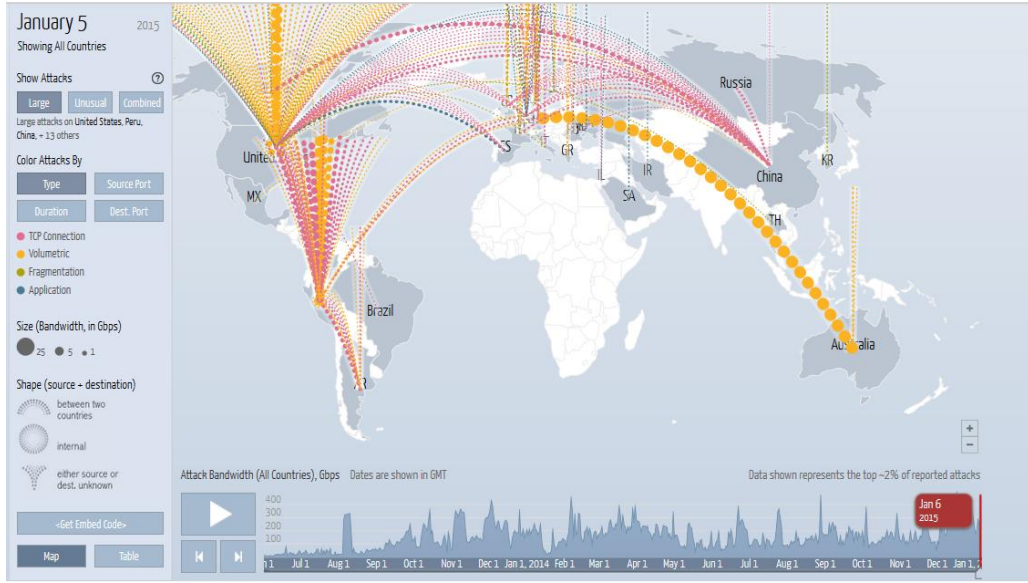 January 5 2015
Showing All Countries
Show Attacks ?
Large Unusual Combined
Large attacks on United States, Peru,
China, + 13 others
Color Attacks By
Type Source Port
Duration Dest. Port
TCP Connection
Volumetric
Fragmentation
Application
Size (Bandwidth, in Gbps)
25 5 1
Shape (source + destination)
between two
countries
internal
either source or
dest. unknown
<Get Embed Code>
Map Table
Russia
United
ES
GR
KR
China
MX
IL
IR
SA
TH
Brazil
Australia
AR
+
−
Attack Bandwidth (All Countries), Gbps Dates are shown in GMT Data shown represents the top ~2% of reported attacks
400
300
200
100
Jan 6
2015
Jul 1 Aug 1 Sep 1 Oct 1 Nov 1 Dec 1 Jan 1, 2014 Feb 1 Mar 1 Apr 1 May 1 Jun 1 Jul 1 Aug 1 Sep 1 Oct 1 Nov 1 Dec 1 Jan 1, 2